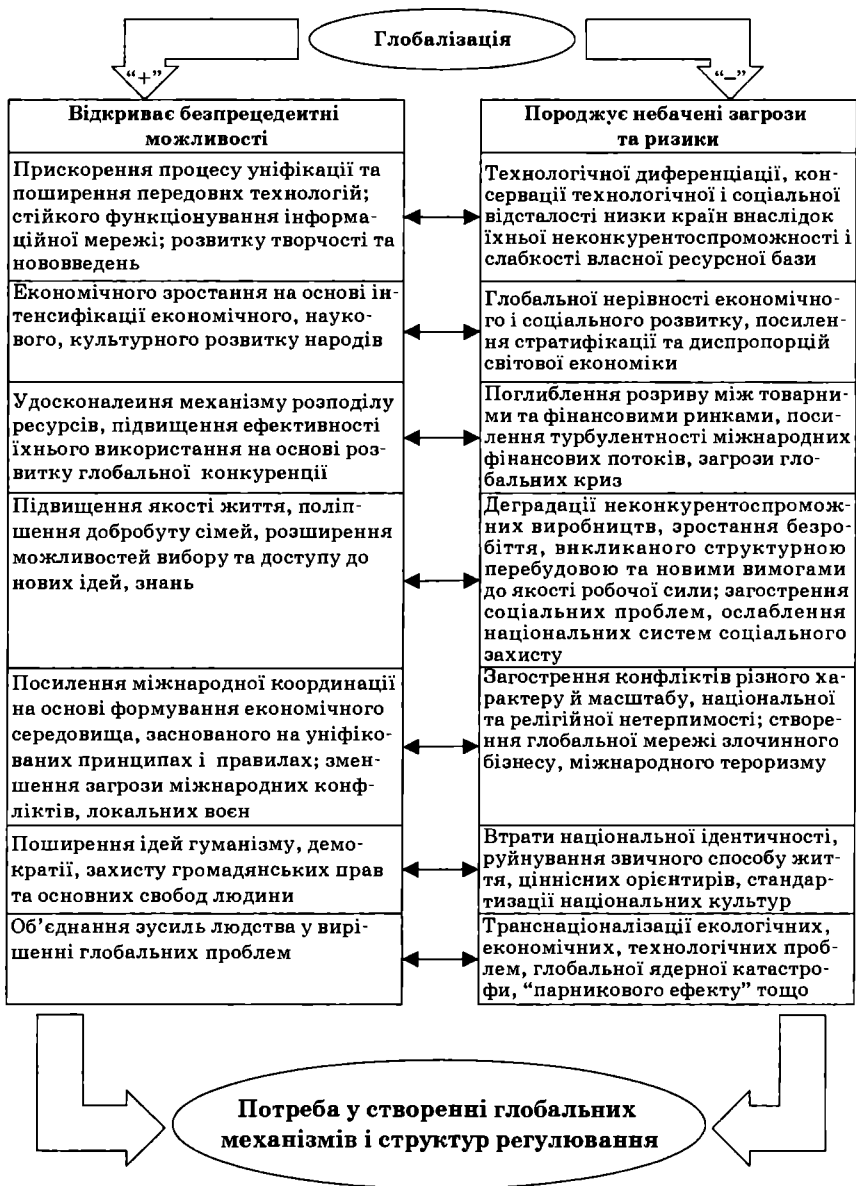 Глобалізація
“+”
“–”
Відкриває безпрецедентні
можливості
Прискорення процесу уніфікації та
поширення передових технологій;
стійкого функціонування інформа-
ційної мережі; розвитку творчості та
нововведень
Економічного зростання на основі ін-
тенсифікації економічного, науко-
вого, культурного розвитку народів
Удосконалеиня механізму розподілу
ресурсів, підвищення ефективності
їхнього використання на основі роз-
витку глобальної конкуренції
Підвищення якості життя, поліп-
шення добробуту сімей, розширення
можливостей вибору та доступу до
нових ідей, знань
Посилення міжнародної координації
на основі формування економічного
середовища, заснованого на уніфіко-
ваних принципах і правилах; змен-
шення загрози міжнародних конф-
ліктів, локальних воєн
Поширення ідей гуманізму, демо-
кратії, захисту громадянських прав
та основних свобод людини
Об’єднання зусиль людства у вирі-
шенні глобальних проблем
Породжує небачені загрози
та ризики
Технологічної диференціації, кон-
сервації технологічної і соціальної
відсталості низки країн внаслідок
їхньої неконкурентоспроможності і
слабкості власної ресурсної бази
Глобальної нерівності економічно-
го і соціального розвитку, посилен-
ня стратифікації та диспропорцій
світової економіки
Поглиблення розриву між товарни-
ми та фінансовими ринками, поси-
лення турбулентності міжнародних
фінансових потоків, загрози гло-
бальних криз
Деградації неконкурентоспромож-
них виробництв, зростання безро-
біття, викликаного структурною
перебудовою та новими вимогами
до якості робочої сили; загострення
соціальних проблем, ослаблення
національних систем соціального
захисту
Загострення конфліктів різного ха-
рактеру й масштабу, національної
та релігійної нетерпимості; створе-
ння глобальної мережі злочинного
бізнесу, міжнародного тероризму
Втрати національної ідентичності,
руйнування звичного способу жит-
тя, ціннісних орієнтирів, стандар-
тизації національних культур
Транснаціоналізації екологічних,
економічних, технологічних проб-
лем, глобальної ядерної катастро-
фи, “парникового ефекту” тощо
Потреба у створенні глобальних
механізмів і структур регулювання